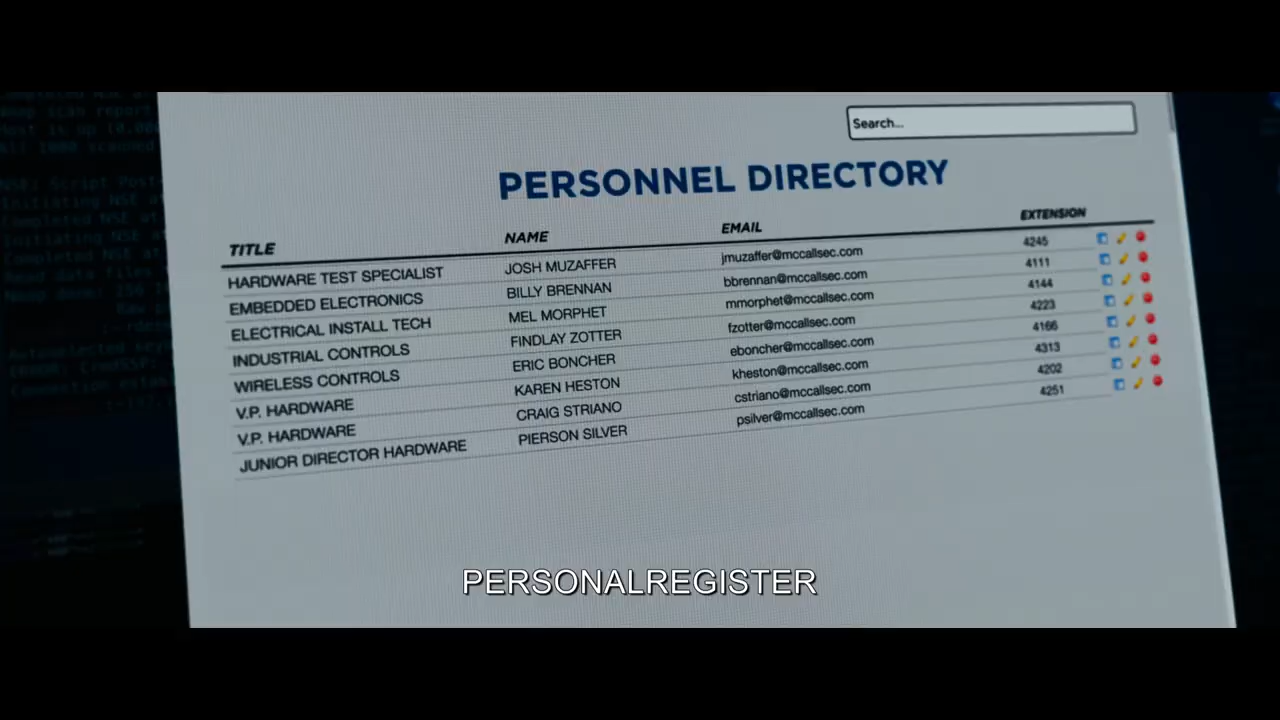 Search...
PERSONNEL DIRECTORY
TITLE NAME EMAIL EXTENSION
HARDWARE TEST SPECIALIST JOSH MUZAFFER jmuzaffer@mccallsec.com 4245
EMBEDDED ELECTRONICS BILLY BRENNAN bbrennan@mccallsec.com 4111
ELECTRICAL INSTALL TECH MEL MORPHET mmorphet@mccallsec.com 4144
INDUSTRIAL CONTROLS FINDLAY ZOTTER fzotter@mccallsec.com 4223
WIRELESS CONTROLS ERIC BONCHER eboncher@mccallsec.com 4166
V.P. HARDWARE KAREN HESTON kheston@mccallsec.com 4313
V.P. HARDWARE CRAIG STRIANO cstriano@mccallsec.com 4202
JUNIOR DIRECTOR HARDWARE PIERSON SILVER psilver@mccallsec.com 4251
PERSONALREGISTER